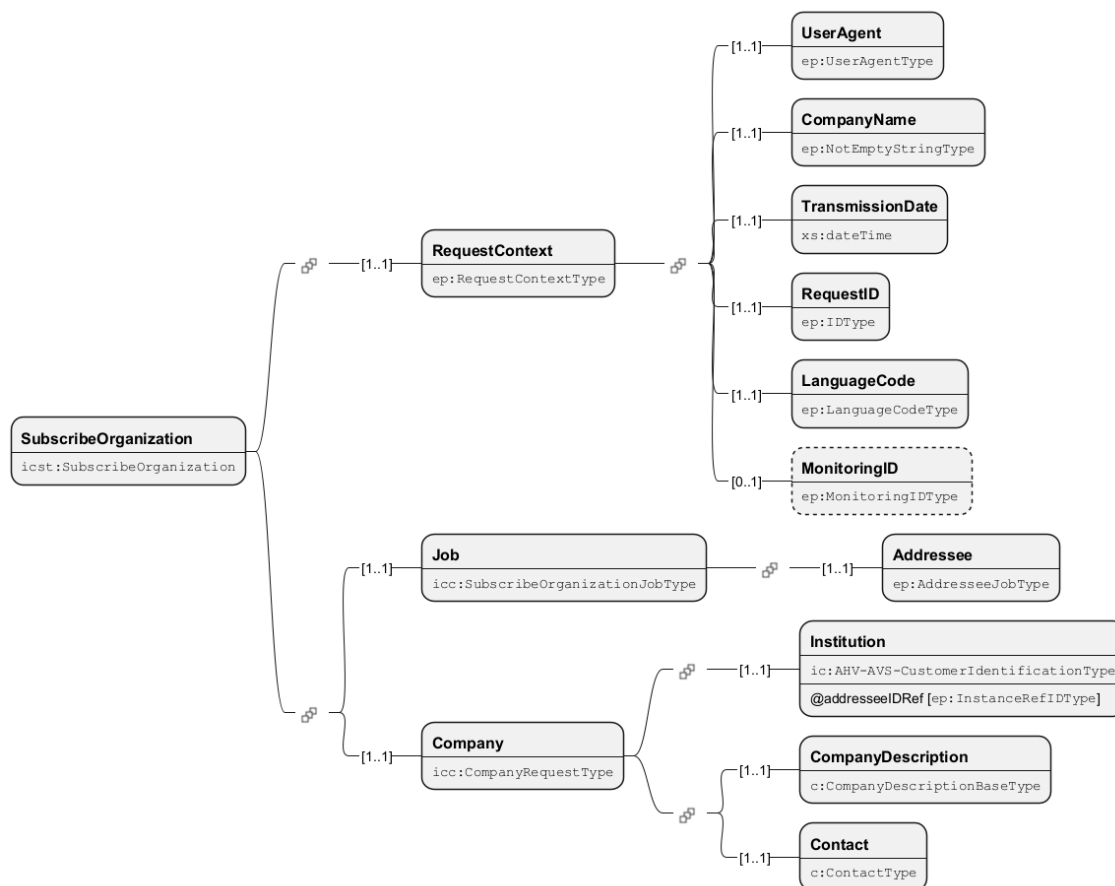 UserAgent
[1..1]
ep:UserAgentType
CompanyName
[1..1]
ep:NotEmptyStringType
TransmissionDate
[1..1]
xs:dateTime
RequestContext
[1..1]
ep:RequestContextType
RequestID
[1..1]
ep:IDType
LanguageCode
[1..1]
ep:LanguageCodeType
SubscribeOrganization
icst:SubscribeOrganization
MonitoringID
[0..1]
ep:MonitoringIDType
Job
[1..1]
icc:SubscribeOrganizationJobType
Addressee
[1..1]
ep:AddresseeJobType
Institution
[1..1]
ic:AHV-AVS-CustomerIdentificationType
@addresseeIDRef [ep:InstanceRefIDType]
Company
[1..1]
icc:CompanyRequestType
CompanyDescription
[1..1]
c:CompanyDescriptionBaseType
Contact
[1..1]
c:ContactType